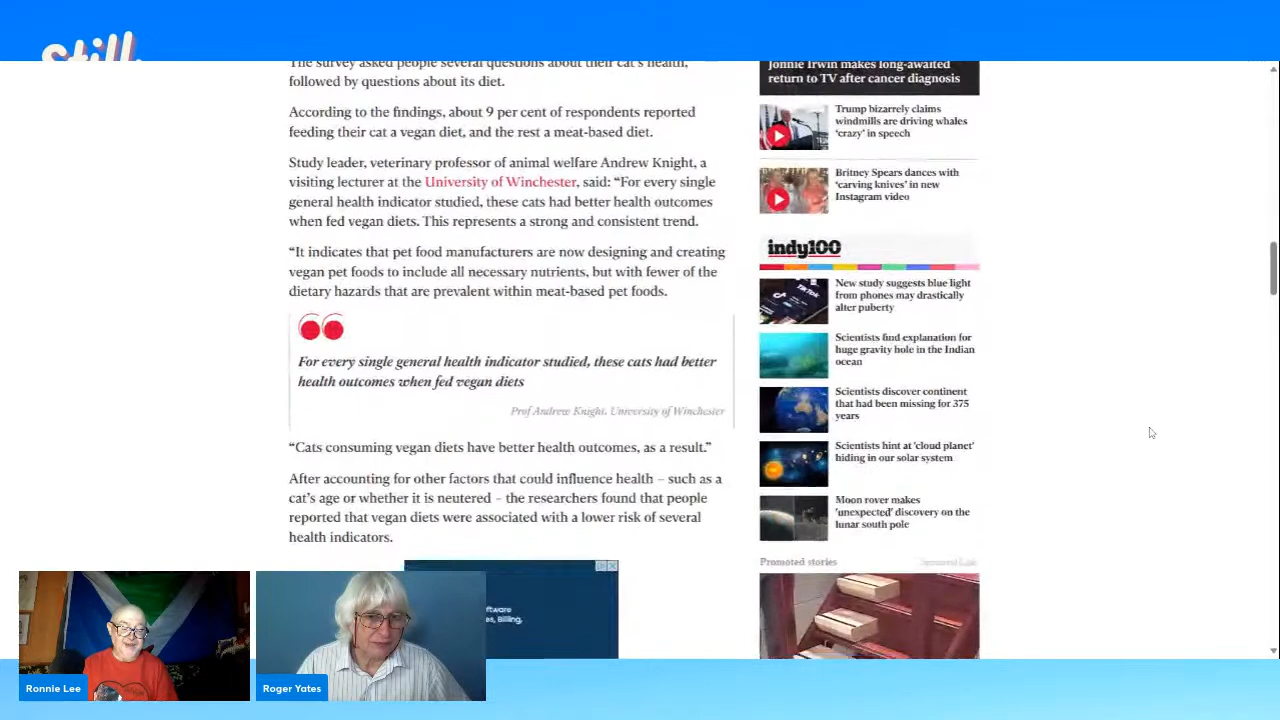 Still
The survey asked people several questions about their cat's health,
followed by questions about its diet.
According to the findings, about 9 per cent of respondents reported
feeding their cat a vegan diet, and the rest a meat-based diet.
Study leader, veterinary professor of animal welfare Andrew Knight, a
visiting lecturer at the University of Winchester, said: “For every single
general health indicator studied, these cats had better health outcomes
when fed vegan diets. This represents a strong and consistent trend.
“It indicates that pet food manufacturers are now designing and creating
vegan pet foods to include all necessary nutrients, but with fewer of the
dietary hazards that are prevalent within meat-based pet foods.
For every single general health indicator studied, these cats had better
health outcomes when fed vegan diets
Prof Andrew Knight, University of Winchester
“Cats consuming vegan diets have better health outcomes, as a result.”
After accounting for other factors that could influence health – such as a
cat's age or whether it is neutered – the researchers found that people
reported that vegan diets were associated with a lower risk of several
health indicators.
ftware
es, Billing,
Jonnie Irwin makes long-awaited
return to TV after cancer diagnosis
Trump bizarrely claims
windmills are driving whales
‘crazy’ in speech
Britney Spears dances with
‘carving knives’ in new
Instagram video
indy100
New study suggests blue light
from phones may drastically
alter puberty
TikTok
Scientists find explanation for
huge gravity hole in the Indian
ocean
Scientists discover continent
that had been missing for 375
years
Scientists hint at ‘cloud planet’
hiding in our solar system
Moon rover makes
‘unexpected’ discovery on the
lunar south pole
Promoted stories
Ronnie Lee
Roger Yates